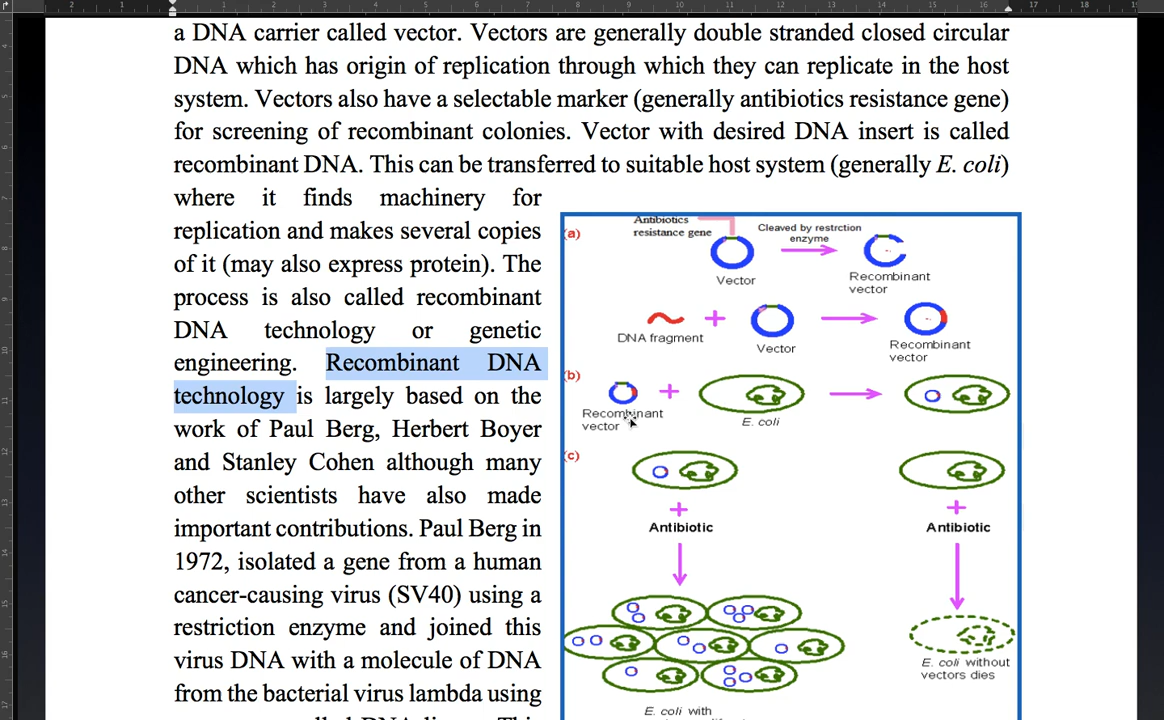 a DNA carrier called vector. Vectors are generally double stranded closed circular
DNA which has origin of replication through which they can replicate in the host
system. Vectors also have a selectable marker (generally antibiotics resistance gene)
for screening of recombinant colonies. Vector with desired DNA insert is called
recombinant DNA. This can be transferred to suitable host system (generally E. coli)
where it finds machinery for
replication and makes several copies
of it (may also express protein). The
process is also called recombinant
DNA technology or genetic
engineering. Recombinant DNA
technology is largely based on the
work of Paul Berg, Herbert Boyer
and Stanley Cohen although many
other scientists have also made
important contributions. Paul Berg in
1972, isolated a gene from a human
cancer-causing virus (SV40) using a
restriction enzyme and joined this
virus DNA with a molecule of DNA
from the bacterial virus lambda using
(a)
Antibiotics
resistance gene
Cleaved by restrction
enzyme
Vector
Recombinant
vector
DNA fragment
Vector
Recombinant
vector
(b)
Recombinant
vector
E. coli
(c)
Antibiotic
Antibiotic
E. coli without
vectors dies
E. coli with